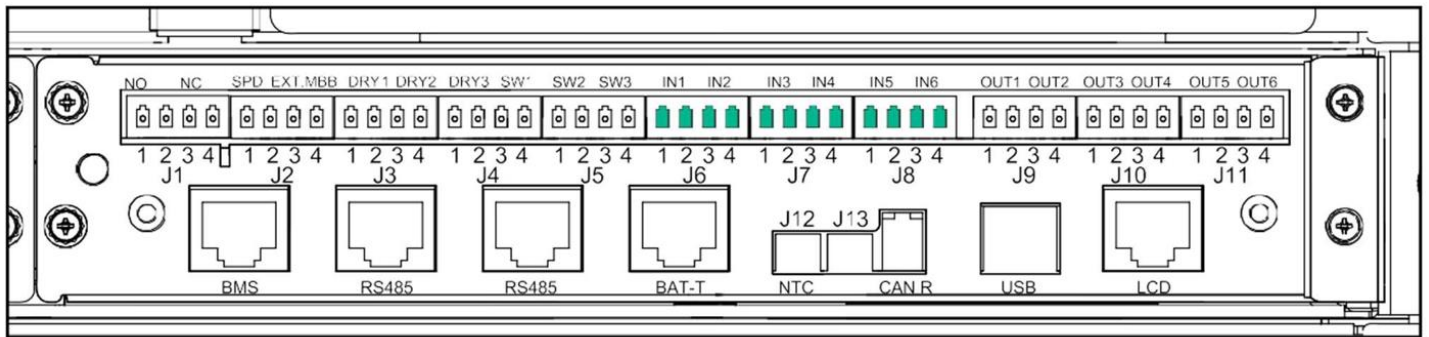 NO NC SPD EXT.MBB DRY1 DRY2 DRY3 SW1 SW2 SW3 IN1 IN2 IN3 IN4 IN5 IN6 OUT1 OUT2 OUT3 OUT4 OUT5 OUT6
1 2 3 4 1 2 3 4 1 2 3 4 1 2 3 4 1 2 3 4 1 2 3 4 1 2 3 4 1 2 3 4 1 2 3 4 1 2 3 4 1 2 3 4
J1 J2 J3 J4 J5 J6 J7 J8 J9 J10 J11
J12 J13
BMS RS485 RS485 BAT-T NTC CAN R USB LCD